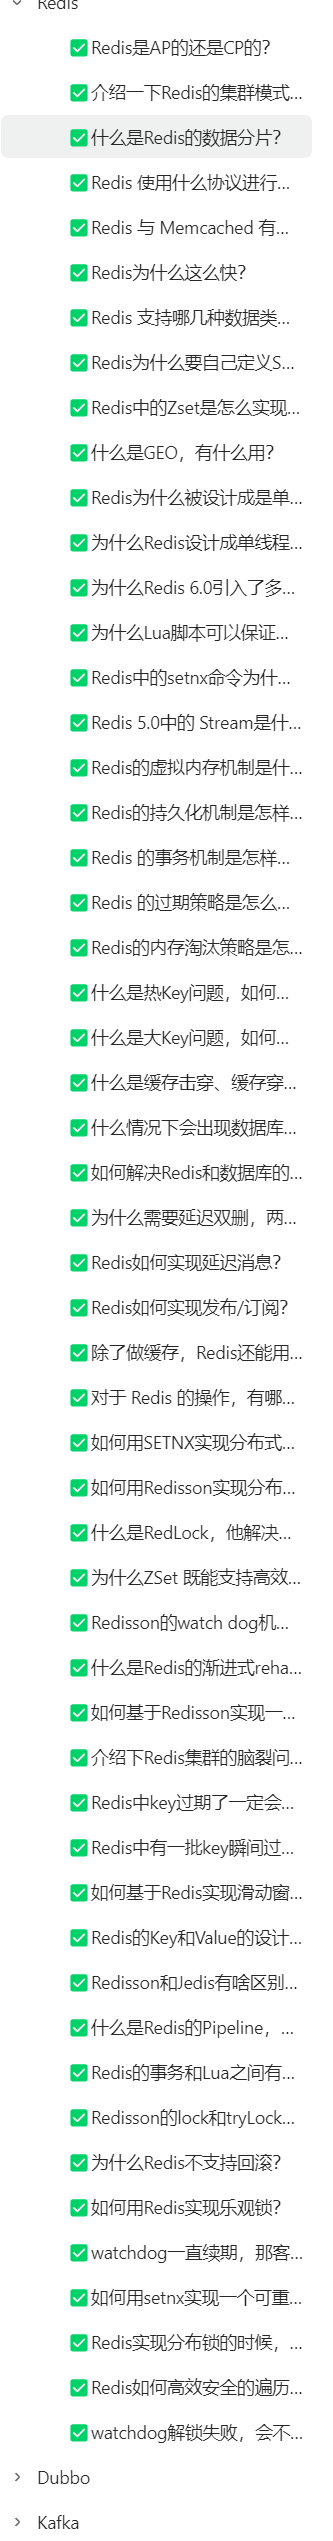 Redis
Redis是AP的还是CP的?
介绍一下Redis的集群模式...
什么是Redis的数据分片?
Redis 使用什么协议进行...
Redis 与 Memcached 有...
Redis为什么这么快?
Redis 支持哪几种数据类...
Redis为什么要自己定义S...
Redis中的Zset是怎么实现...
什么是GEO，有什么用?
Redis为什么被设计成是单...
为什么Redis设计成单线程...
为什么Redis 6.0引入了多...
为什么Lua脚本可以保证...
Redis中的setnx命令为什...
Redis 5.0中的 Stream是什...
Redis的虚拟内存机制是什...
Redis的持久化机制是怎样...
Redis 的事务机制是怎样...
Redis 的过期策略是怎么...
Redis的内存淘汰策略是怎...
什么是热Key问题，如何...
什么是大Key问题，如何...
什么是缓存击穿、缓存穿...
什么情况下会出现数据库...
如何解决Redis和数据库的...
为什么需要延迟双删，两...
Redis如何实现延迟消息?
Redis如何实现发布/订阅?
除了做缓存，Redis还能用...
对于 Redis 的操作，有哪...
如何用SETNX实现分布式...
如何用Redisson实现分布...
什么是RedLock，他解决...
为什么ZSet 既能支持高效...
Redisson的watch dog机...
什么是Redis的渐进式reha...
如何基于Redisson实现一...
介绍下Redis集群的脑裂问...
Redis中key过期了一定会...
Redis中有一批key瞬间过...
如何基于Redis实现滑动窗...
Redis的Key和Value的设计...
Redisson和Jedis有啥区别...
什么是Redis的Pipeline，...
Redis的事务和Lua之间有...
Redisson的lock和tryLock...
为什么Redis不支持回滚?
如何用Redis实现乐观锁?
watchdog一直续期，那客...
如何用setnx实现一个可重...
Redis实现分布锁的时候，...
Redis如何高效安全的遍历...
watchdog解锁失败，会不...
Dubbo
Kafka